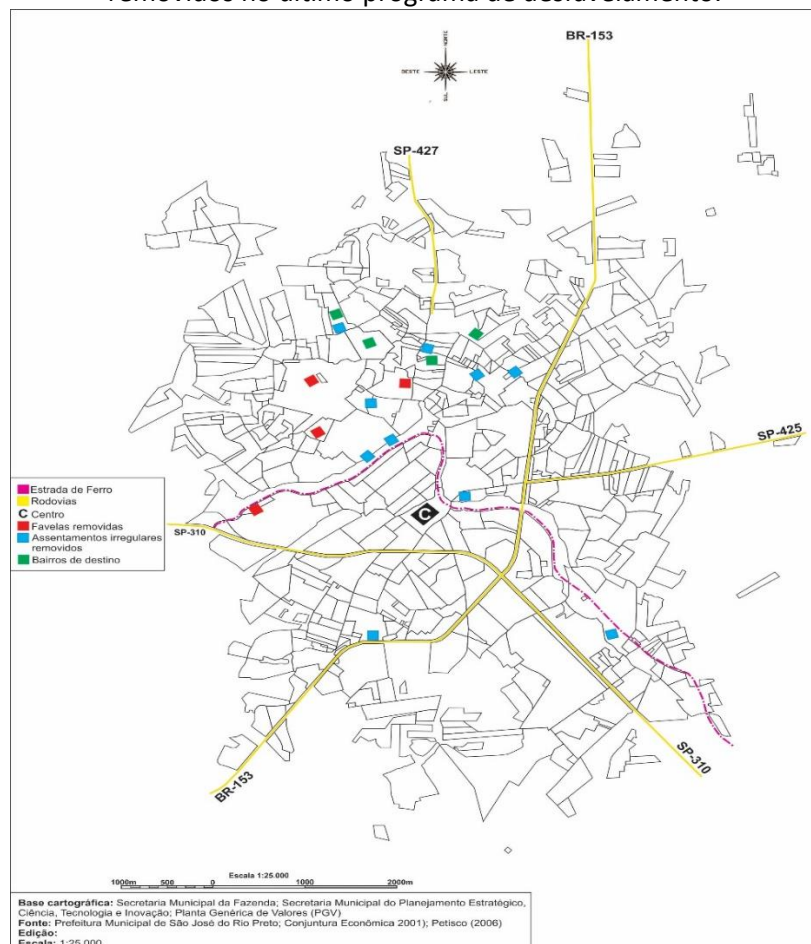 removidos no último programa de desfavelamento.
BR-153
NORTE
OESTE LESTE
SUL
SP-427
SP-425
Estrada de Ferro
Rodovias
C Centro
Favelas removidas
Assentamentos irregulares
removidos
Bairros de destino
SP-310
C
BR-153
SP-310
Escala 1:25.000
1000m 500 0 1000 2000m
Base cartográfica: Secretaria Municipal da Fazenda; Secretaria Municipal do Planejamento Estratégico,
Ciência, Tecnologia e Inovação; Planta Genérica de Valores (PGV)
Fonte: Prefeitura Municipal de São José do Rio Preto; Conjuntura Econômica 2001); Petisco (2006)
Edição:
Escala: 1:25.000